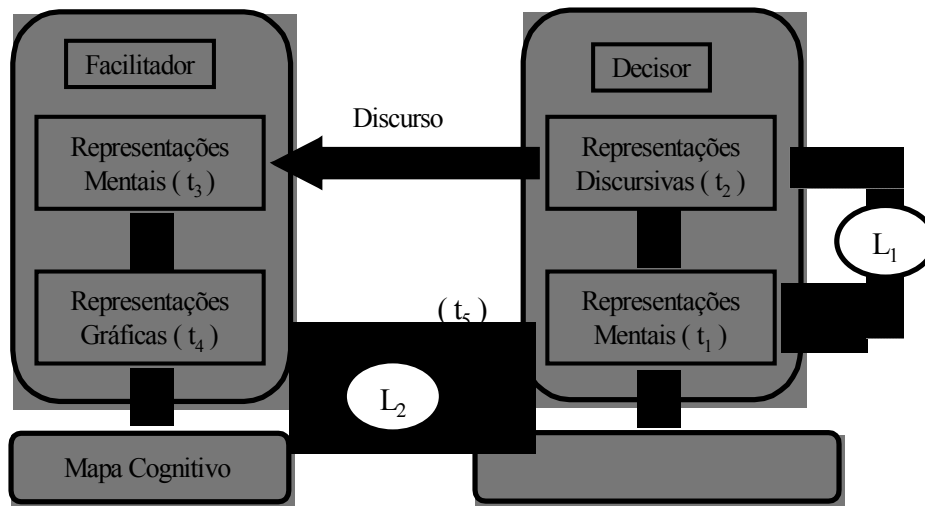 Facilitador
Decisor
Discurso
Representações
Mentais ( t3 )
Representações
Discursivas ( t2 )
L1
Representações
Gráficas ( t4 )
( t5 )
Representações
Mentais ( t1 )
L2
Mapa Cognitivo